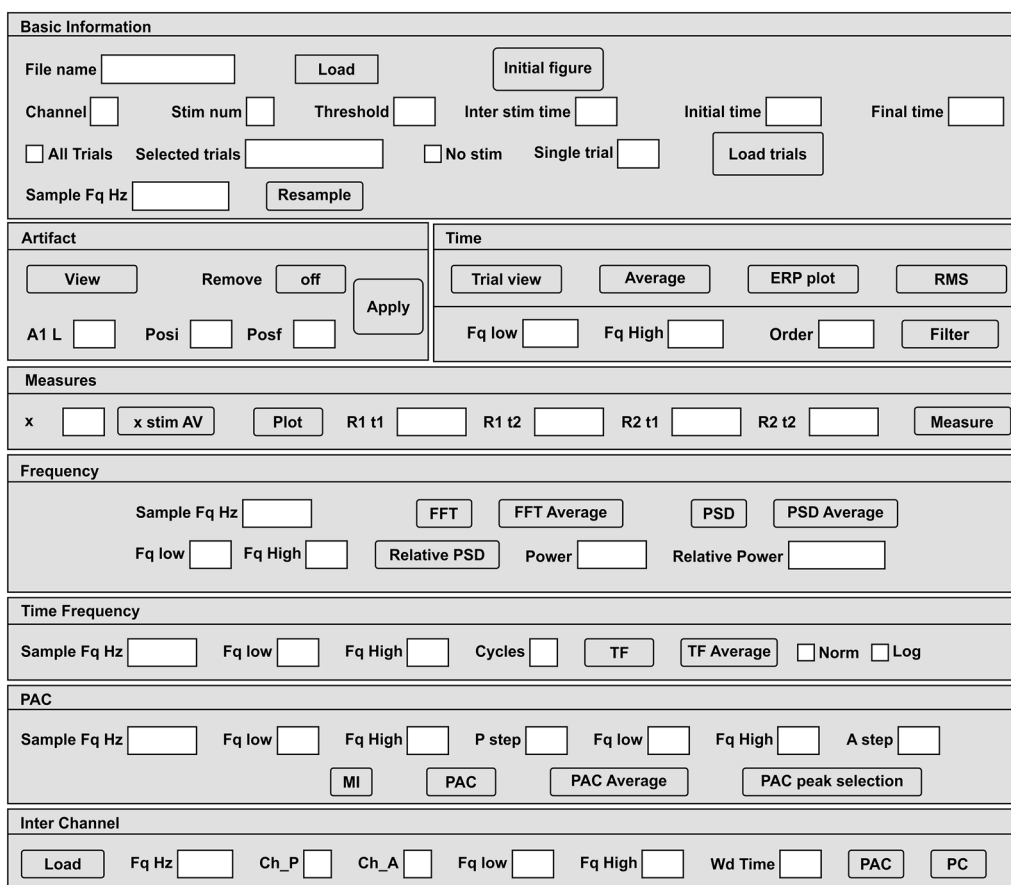 Basic Information
File name Load Initial figure
Channel Stim num Threshold Inter stim time Initial time Final time
All Trials Selected trials No stim Single trial Load trials
Sample Fq Hz Resample
Artifact
View Remove off Apply
A1 L Posi Posf
Time
Trial view Average ERP plot RMS
Fq low Fq High Order Filter
Measures
x x stim AV Plot R1 t1 R1 t2 R2 t1 R2 t2 Measure
Frequency
Sample Fq Hz FFT FFT Average PSD PSD Average
Fq low Fq High Relative PSD Power Relative Power
Time Frequency
Sample Fq Hz Fq low Fq High Cycles TF TF Average Norm Log
PAC
Sample Fq Hz Fq low Fq High P step Fq low Fq High A step
MI PAC PAC Average PAC peak selection
Inter Channel
Load Fq Hz Ch_P Ch_A Fq low Fq High Wd Time PAC PC